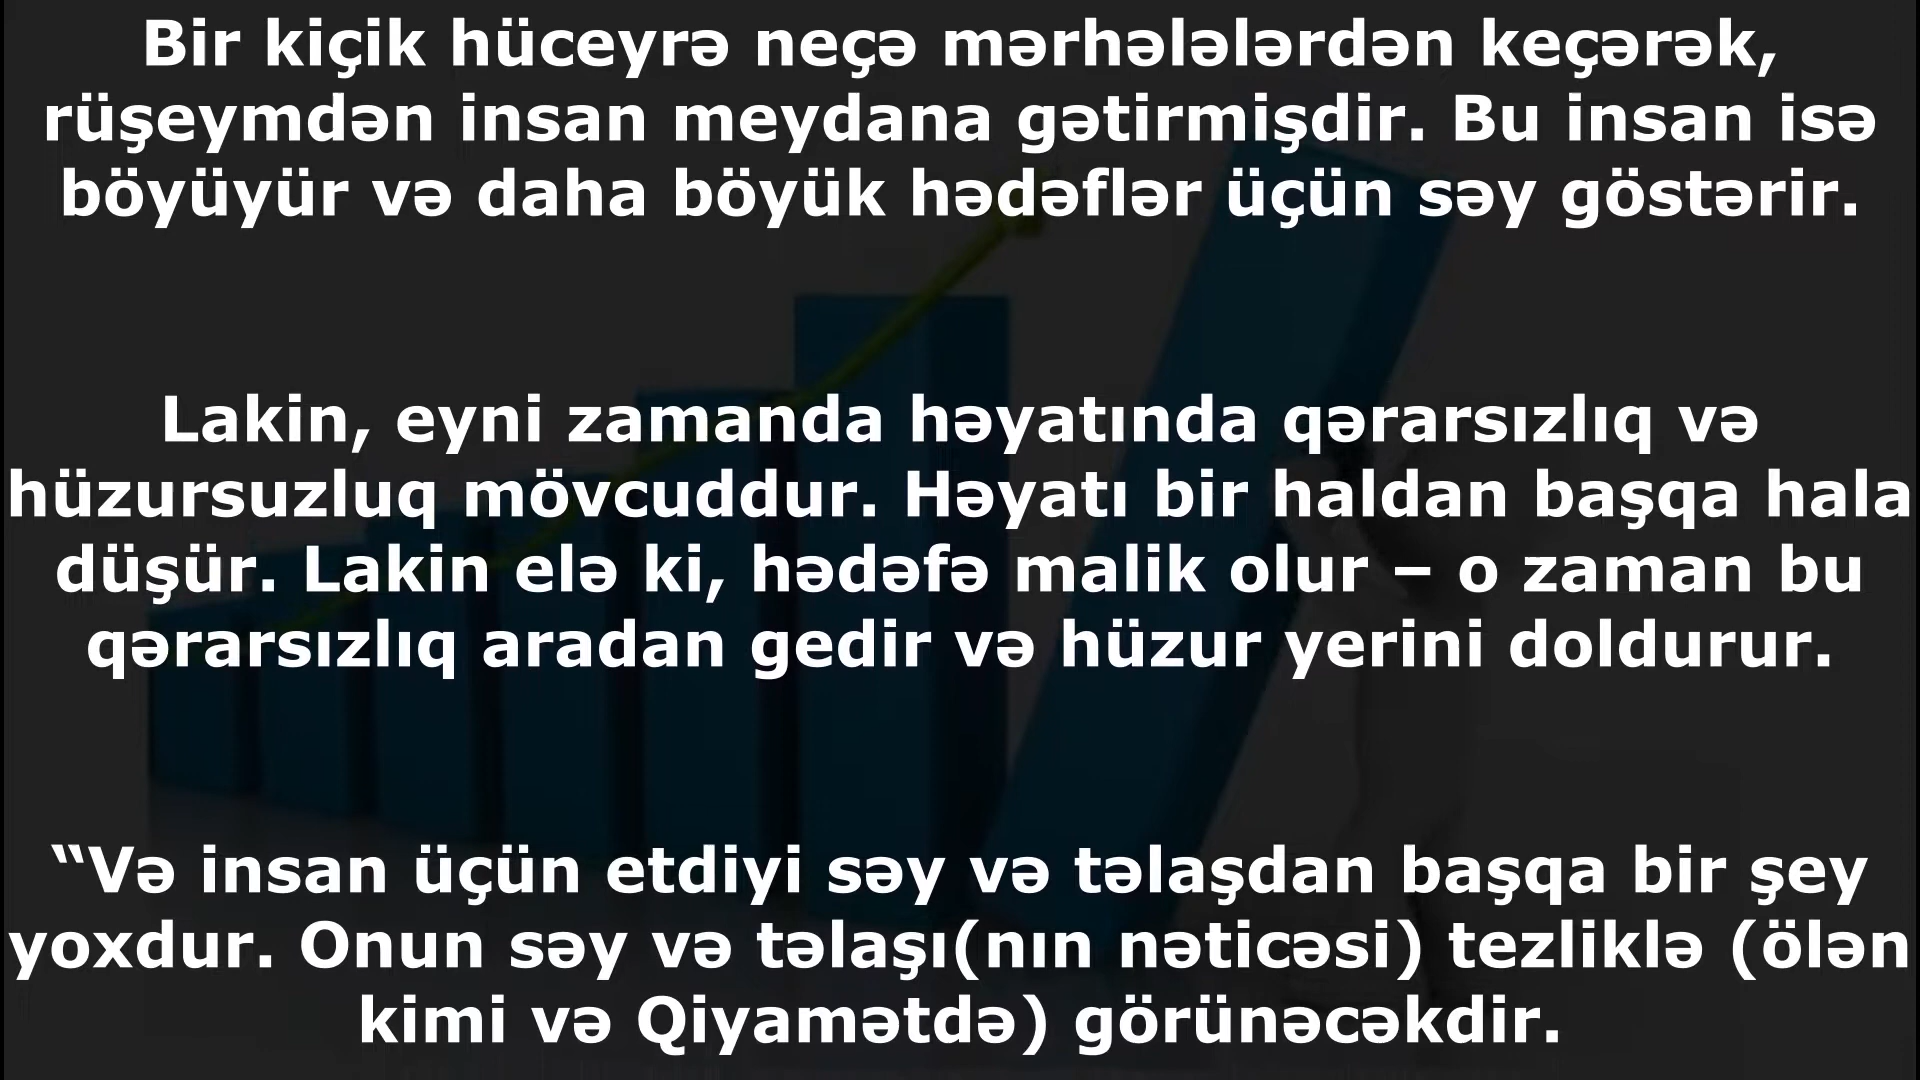 Bir kiçik hüceyrə neçə mərhələlərdən keçərək,
rüşeymdən insan meydana gətirmişdir. Bu insan isə
böyüyür və daha böyük hədəflər üçün səy göstərir.
Lakin, eyni zamanda həyatında qərarsızlıq və
hüzursuzluq mövcuddur. Həyatı bir haldan başqa hala
düşür. Lakin elə ki, hədəfə malik olur – o zaman bu
qərarsızlıq aradan gedir və hüzur yerini doldurur.
“Və insan üçün etdiyi səy və təlaşdan başqa bir şey
yoxdur. Onun səy və təlaşı(nın nəticəsi) tezliklə (ölən
kimi və Qiyamətdə) görünəcəkdir.